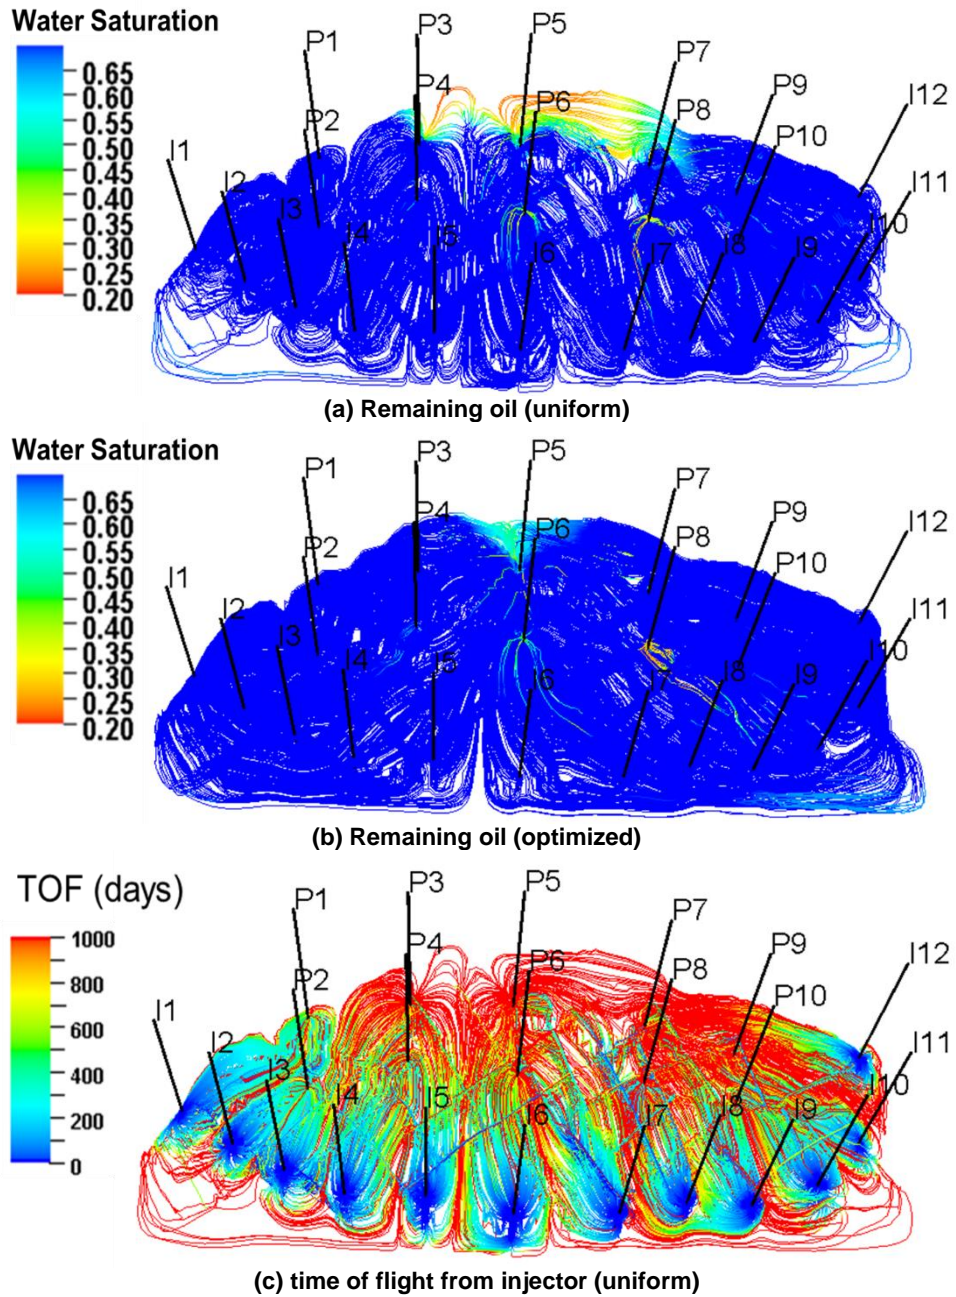 Water Saturation
0.65
0.60
0.55
0.50
0.45
0.40
0.35
0.30
0.25
0.20
P1
P2
P3
P4
P5
P6
P7
P8
P9
P10
I1
I2
I3
I4
I5
I6
I7
I8
I9
I10
I11
I12
(a) Remaining oil (uniform)
Water Saturation
0.65
0.60
0.55
0.50
0.45
0.40
0.35
0.30
0.25
0.20
P1
P2
P3
P4
P5
P6
P7
P8
P9
P10
I1
I2
I3
I4
I5
I6
I7
I8
I9
I10
I11
I12
(b) Remaining oil (optimized)
TOF (days)
1000
800
600
400
200
0
P1
P2
P3
P4
P5
P6
P7
P8
P9
P10
I1
I2
I3
I4
I5
I6
I7
I8
I9
I10
I11
I12
(c) time of flight from injector (uniform)